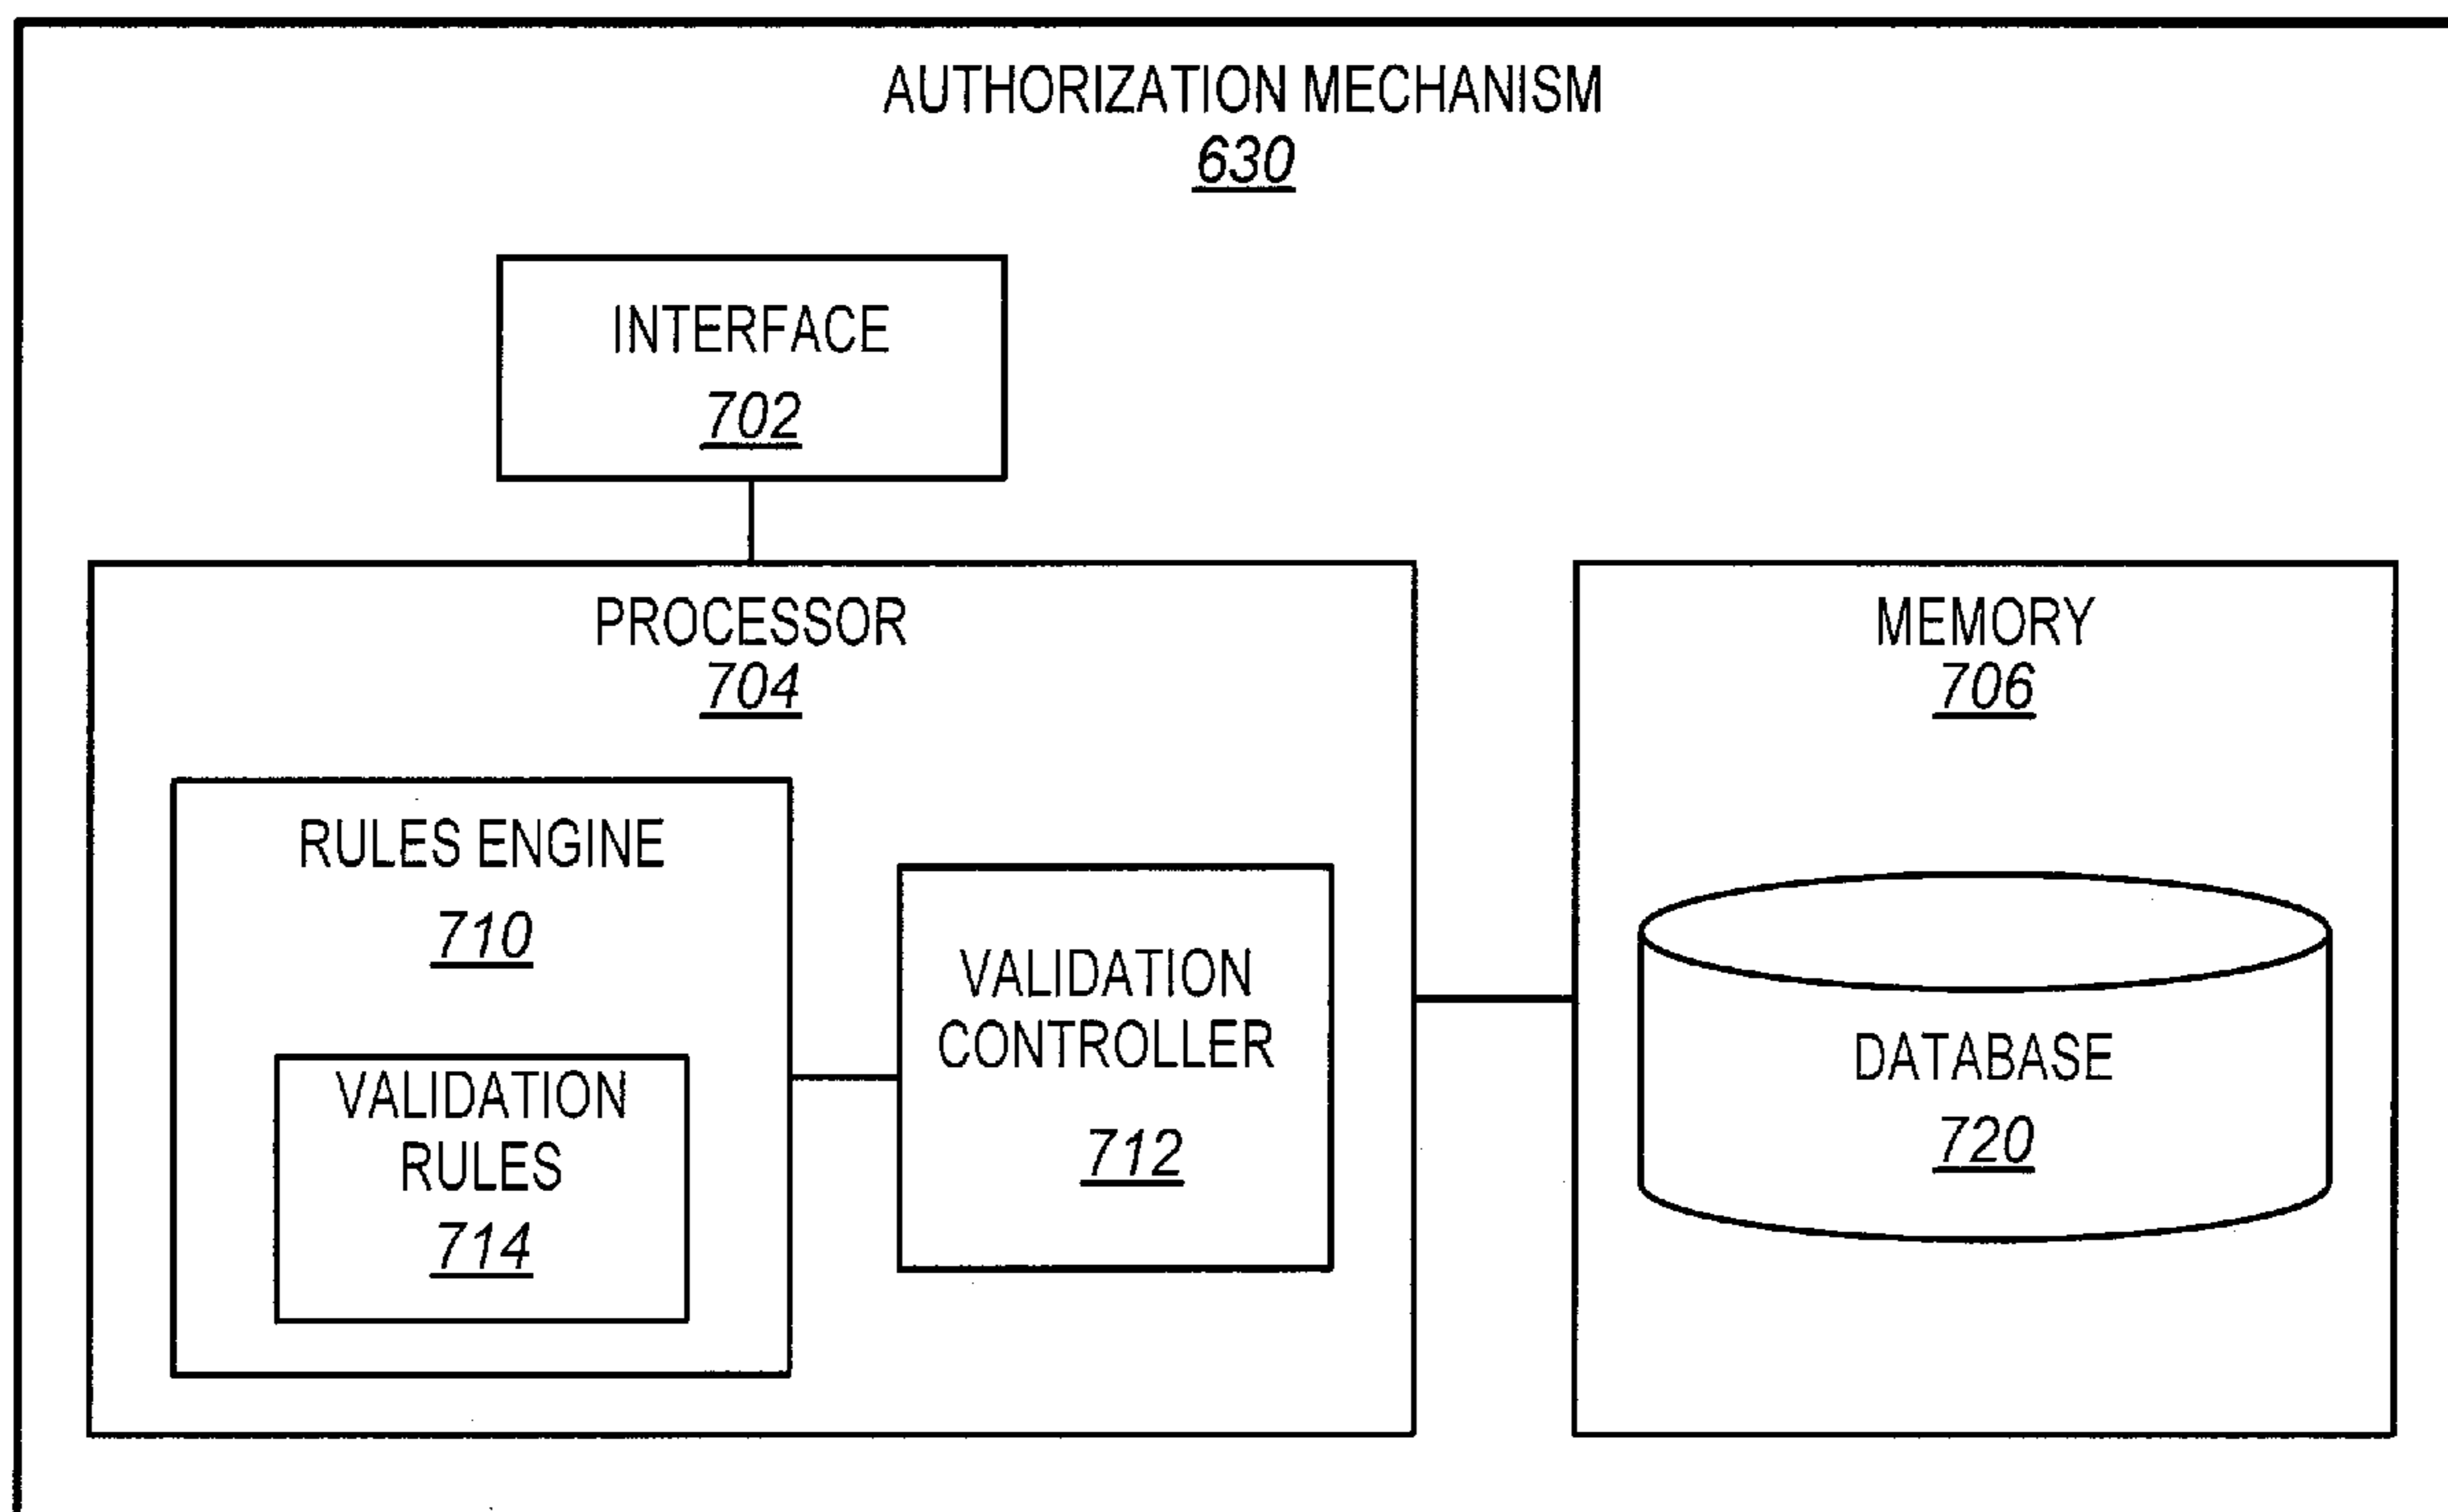 AUTHORIZATION MECHANISM
630
INTERFACE
702
PROCESSOR
704
MEMORY
706
RULES ENGINE
710
VALIDATION
RULES
714
VALIDATION
CONTROLLER
712
DATABASE
720